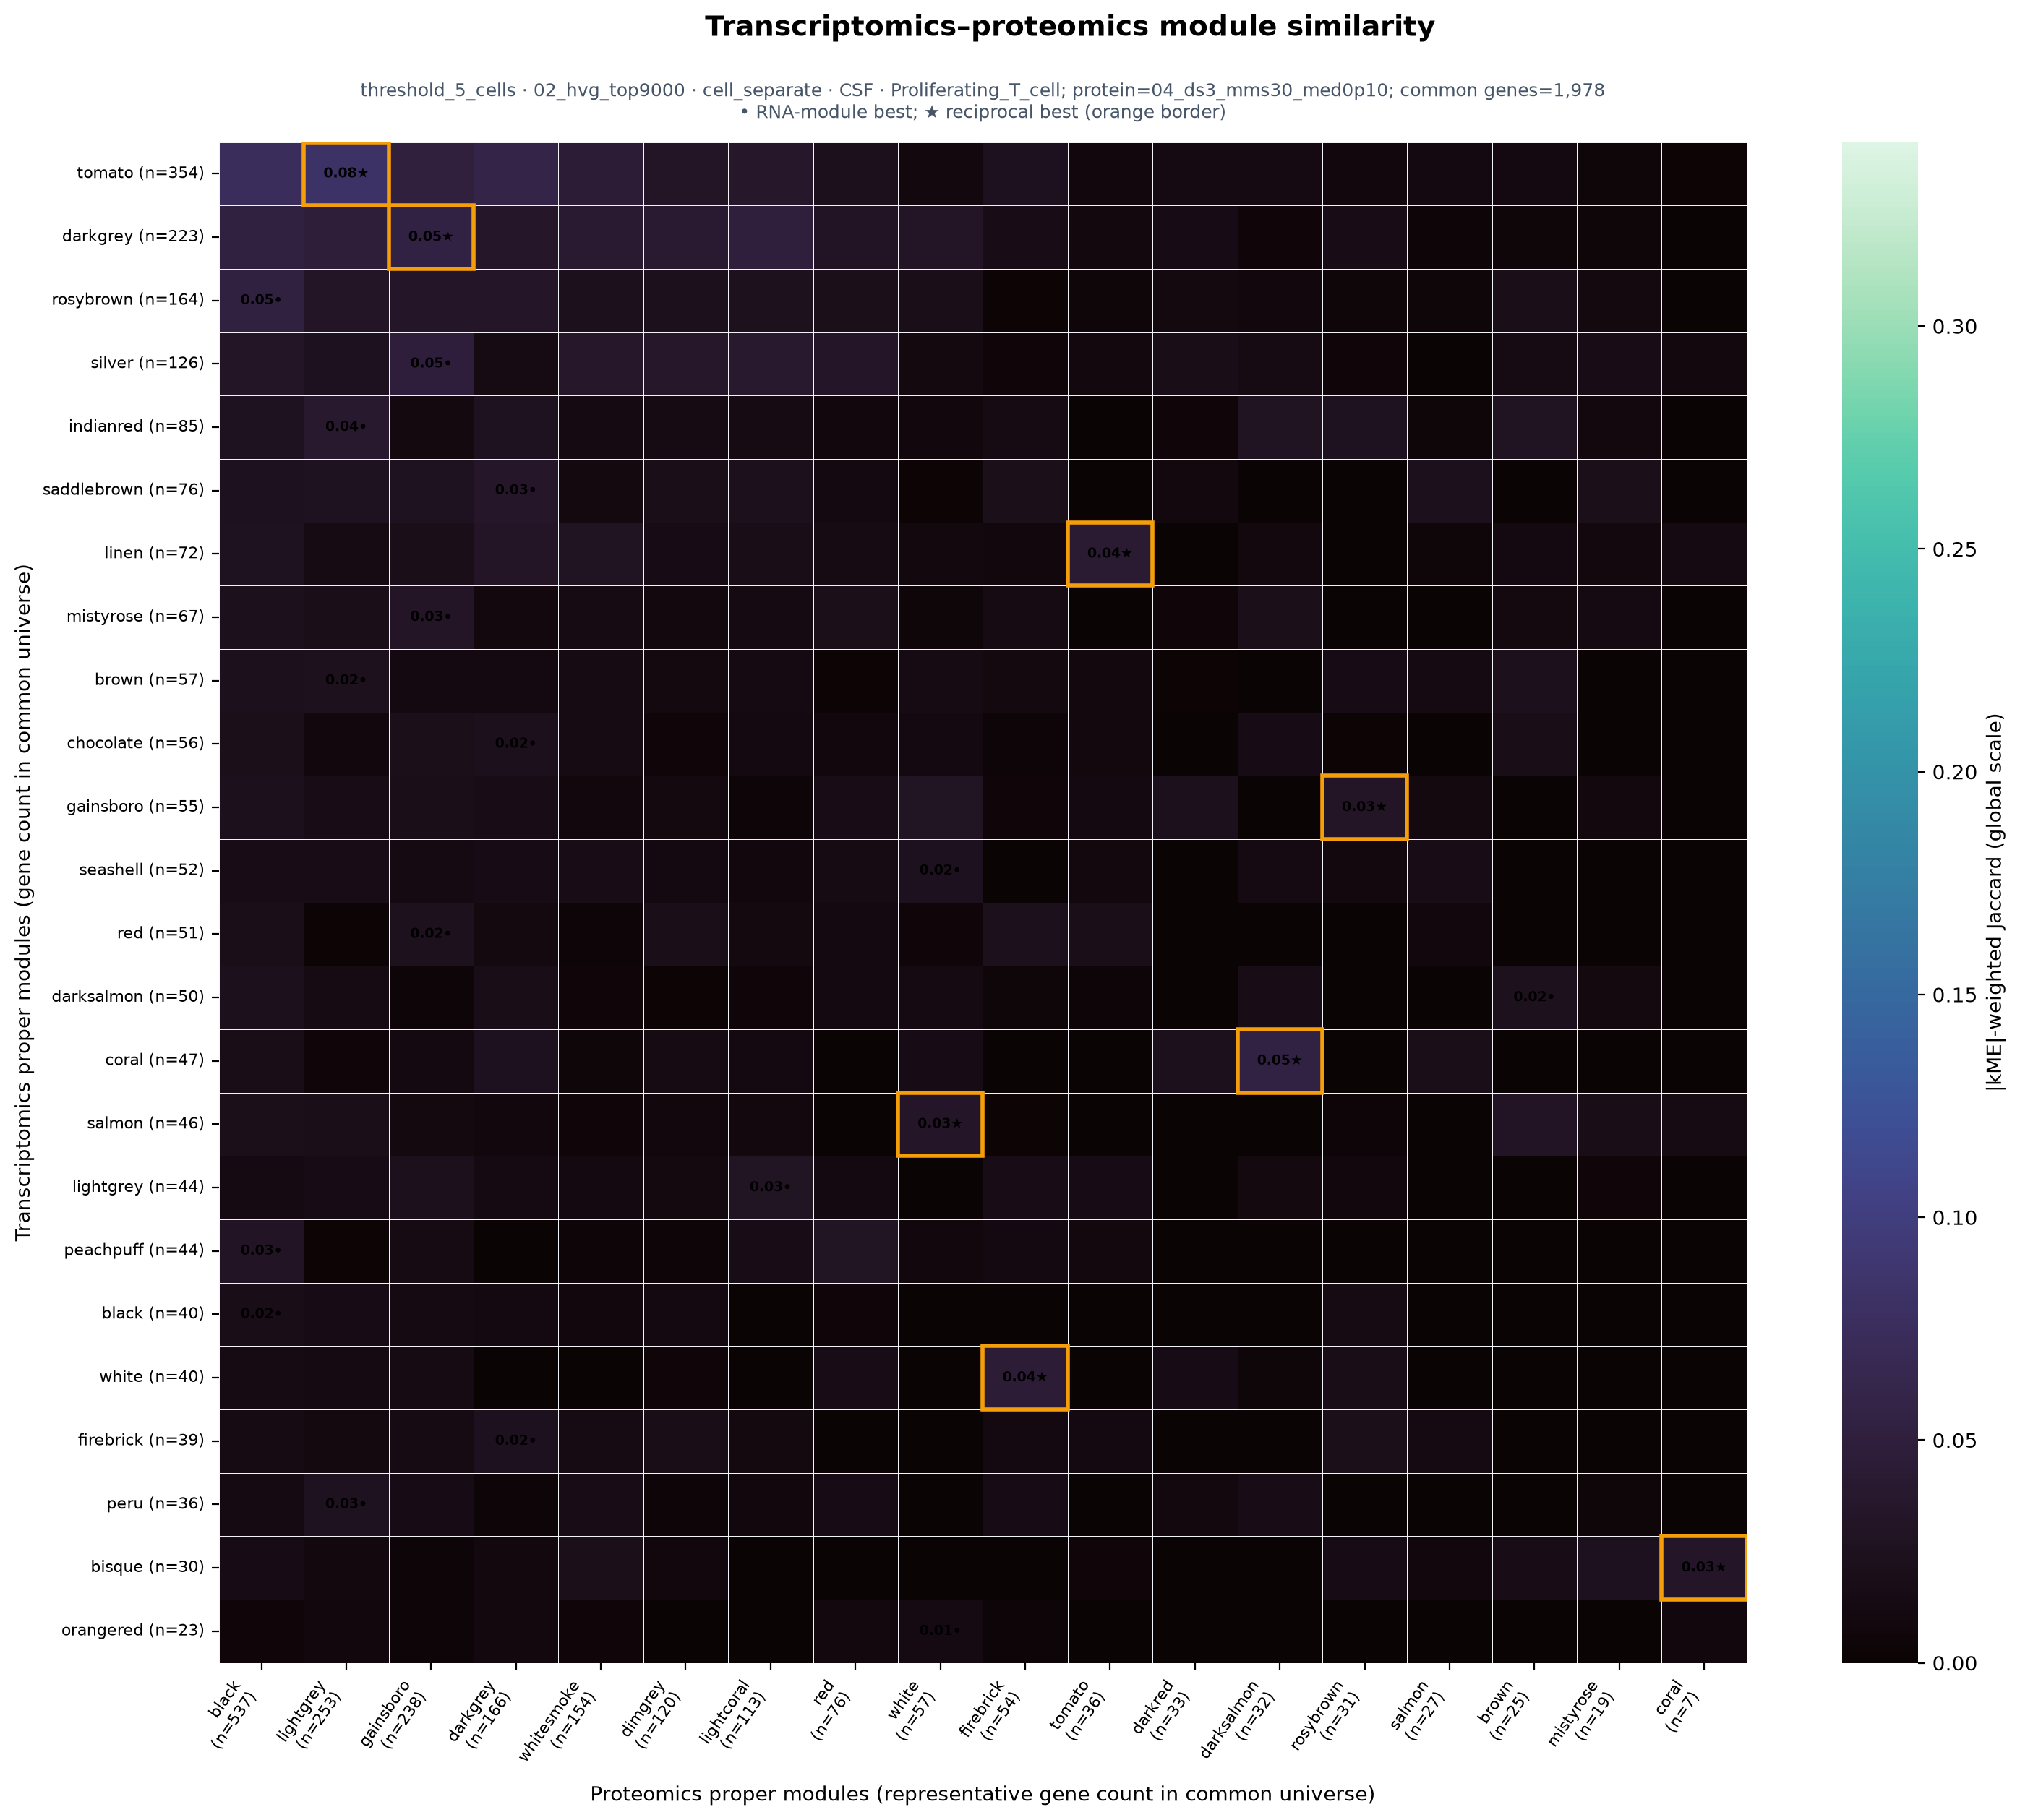 Transcriptomics–proteomics module similarity
threshold_5_cells · 02_hvg_top9000 · cell_separate · CSF · Proliferating_T_cell; protein=04_ds3_mms30_med0p10; common genes=1,978
• RNA-module best; ★ reciprocal best (orange border)
Transcriptomics proper modules (gene count in common universe)
tomato (n=354)
0.08★
darkgrey (n=223)
0.05★
rosybrown (n=164)
0.05•
silver (n=126)
0.05•
indianred (n=85)
0.04•
saddlebrown (n=76)
0.03•
linen (n=72)
0.04★
mistyrose (n=67)
0.03•
brown (n=57)
0.02•
chocolate (n=56)
0.02•
gainsboro (n=55)
0.03★
seashell (n=52)
0.02•
red (n=51)
0.02•
darksalmon (n=50)
0.02•
coral (n=47)
0.05★
salmon (n=46)
0.03★
lightgrey (n=44)
0.03•
peachpuff (n=44)
0.03•
black (n=40)
0.02•
white (n=40)
0.04★
firebrick (n=39)
0.02•
peru (n=36)
0.03•
bisque (n=30)
0.03★
orangered (n=23)
0.01•
black
(n=537)
lightgrey
(n=253)
gainsboro
(n=238)
darkgrey
(n=166)
whitesmoke
(n=154)
dimgrey
(n=120)
lightcoral
(n=113)
red
(n=76)
white
(n=57)
firebrick
(n=54)
tomato
(n=36)
darkred
(n=33)
darksalmon
(n=32)
rosybrown
(n=31)
salmon
(n=27)
brown
(n=25)
mistyrose
(n=19)
coral
(n=7)
Proteomics proper modules (representative gene count in common universe)
0.30
0.25
0.20
0.15
0.10
0.05
0.00
|kME|-weighted Jaccard (global scale)